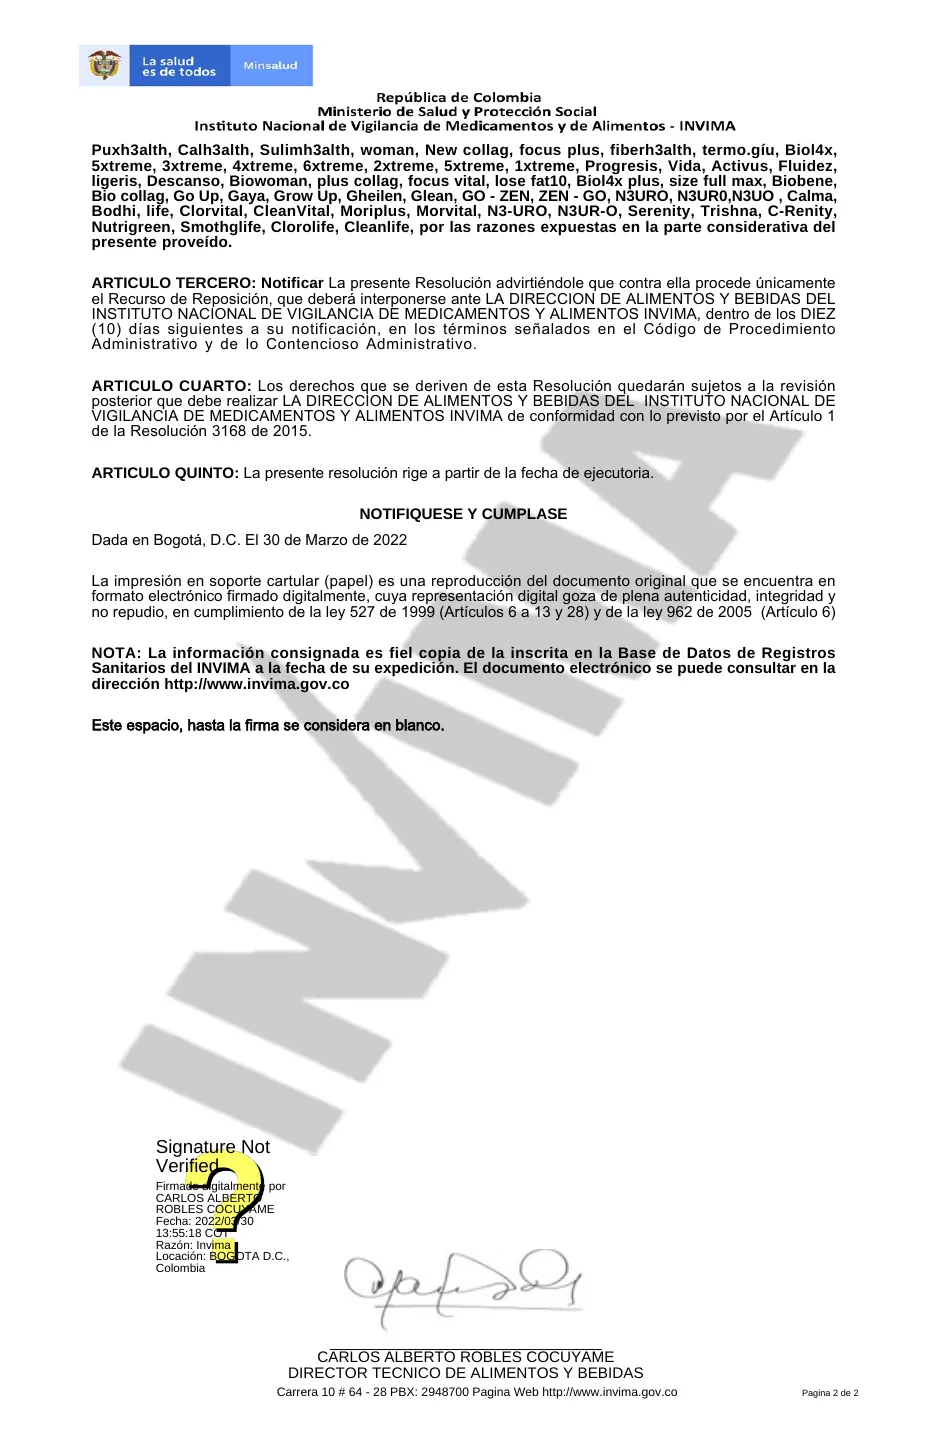 La salud
es de todos
Minsalud
República de Colombia
Ministerio de Salud y Protección Social
Instituto Nacional de Vigilancia de Medicamentos y de Alimentos - INVIMA
Puxh3alth, Calh3alth, Sulimh3alth, woman, New collag, focus plus, fiberh3alth, termo.gíu, Biol4x,
5xtreme, 3xtreme, 4xtreme, 6xtreme, 2xtreme, 5xtreme, 1xtreme, Progresis, Vida, Activus, Fluidez,
ligeris, Descanso, Biowoman, plus collag, focus vital, lose fat10, Biol4x plus, size full max, Biobene,
Bio collag, Go Up, Gaya, Grow Up, Gheilen, Glean, GO - ZEN, ZEN - GO, N3URO, N3UR0,N3UO , Calma,
Bodhi, life, Clorvital, CleanVital, Moriplus, Morvital, N3-URO, N3UR-O, Serenity, Trishna, C-Renity,
Nutrigreen, Smothglife, Clorolife, Cleanlife, por las razones expuestas en la parte considerativa del
presente proveído.
ARTICULO TERCERO: Notificar La presente Resolución advirtiéndole que contra ella procede únicamente
el Recurso de Reposición, que deberá interponerse ante LA DIRECCION DE ALIMENTOS Y BEBIDAS DEL
INSTITUTO NACIONAL DE VIGILANCIA DE MEDICAMENTOS Y ALIMENTOS INVIMA, dentro de los DIEZ
(10) días siguientes a su notificación, en los términos señalados en el Código de Procedimiento
Administrativo y de lo Contencioso Administrativo.
ARTICULO CUARTO: Los derechos que se deriven de esta Resolución quedarán sujetos a la revisión
posterior que debe realizar LA DIRECCION DE ALIMENTOS Y BEBIDAS DEL INSTITUTO NACIONAL DE
VIGILANCIA DE MEDICAMENTOS Y ALIMENTOS INVIMA de conformidad con lo previsto por el Artículo 1
de la Resolución 3168 de 2015.
ARTICULO QUINTO: La presente resolución rige a partir de la fecha de ejecutoria.
NOTIFIQUESE Y CUMPLASE
Dada en Bogotá, D.C. El 30 de Marzo de 2022
La impresión en soporte cartular (papel) es una reproducción del documento original que se encuentra en
formato electrónico firmado digitalmente, cuya representación digital goza de plena autenticidad, integridad y
no repudio, en cumplimiento de la ley 527 de 1999 (Artículos 6 a 13 y 28) y de la ley 962 de 2005 (Artículo 6)
NOTA: La información consignada es fiel copia de la inscrita en la Base de Datos de Registros
Sanitarios del INVIMA a la fecha de su expedición. El documento electrónico se puede consultar en la
dirección http://www.invima.gov.co
Este espacio, hasta la firma se considera en blanco.
INVIMA
Signature Not
Verified
Firmado digitalmente por
CARLOS ALBERTO
ROBLES COCUYAME
Fecha: 2022/03/30
13:55:18 COT
Razón: Invima
Locación: BOGOTA D.C.,
Colombia
CARLOS ALBERTO ROBLES COCUYAME
DIRECTOR TECNICO DE ALIMENTOS Y BEBIDAS
Carrera 10 # 64 - 28 PBX: 2948700 Pagina Web http://www.invima.gov.co
Pagina 2 de 2